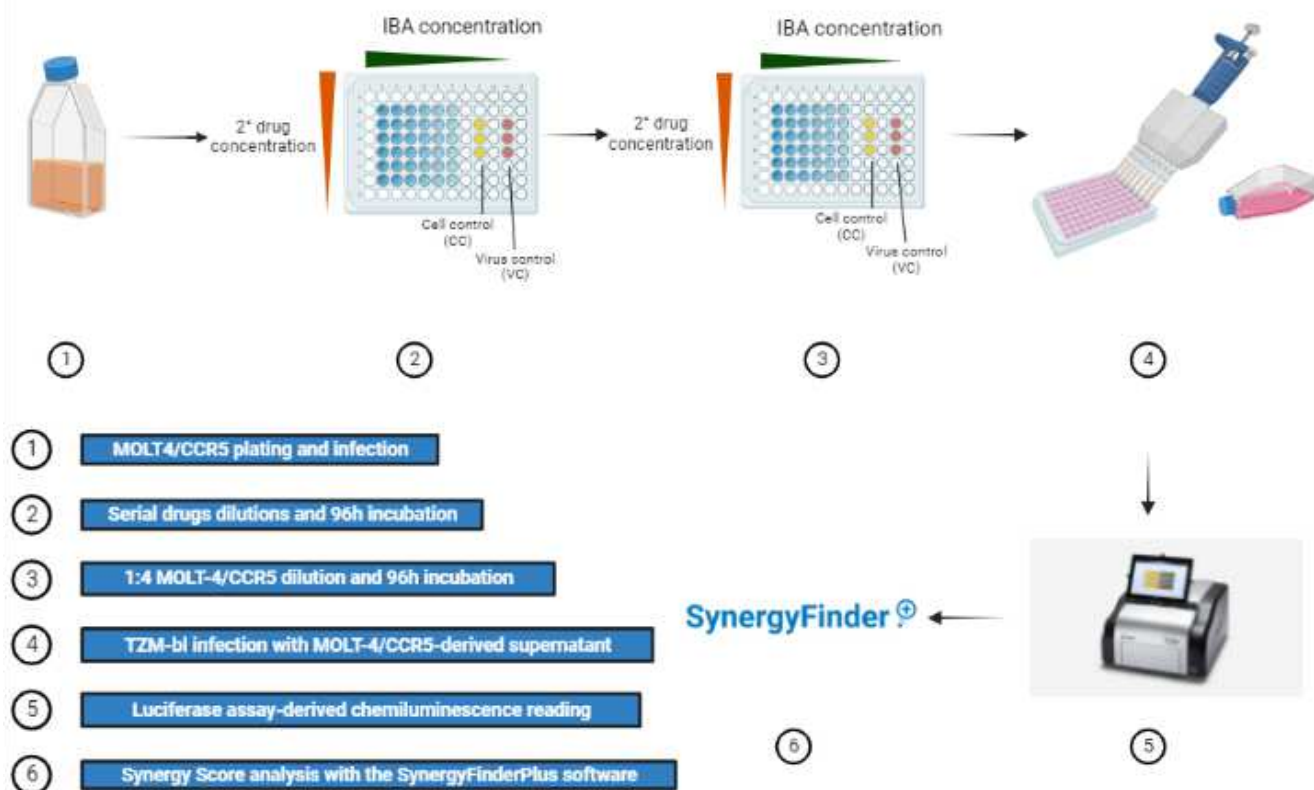 IBA concentration
2° drug
concentration
Cell control
(CC)
Virus control
(VC)
IBA concentration
2° drug
concentration
Cell control
(CC)
Virus control
(VC)
1
2
3
4
1 MOLT4/CCR5 plating and infection
2 Serial drugs dilutions and 96h incubation
3 1:4 MOLT-4/CCR5 dilution and 96h incubation
4 TZM-bl infection with MOLT-4/CCR5-derived supernatant
5 Luciferase assay-derived chemiluminescence reading
6 Synergy Score analysis with the SynergyFinderPlus software
SynergyFinder
6
5